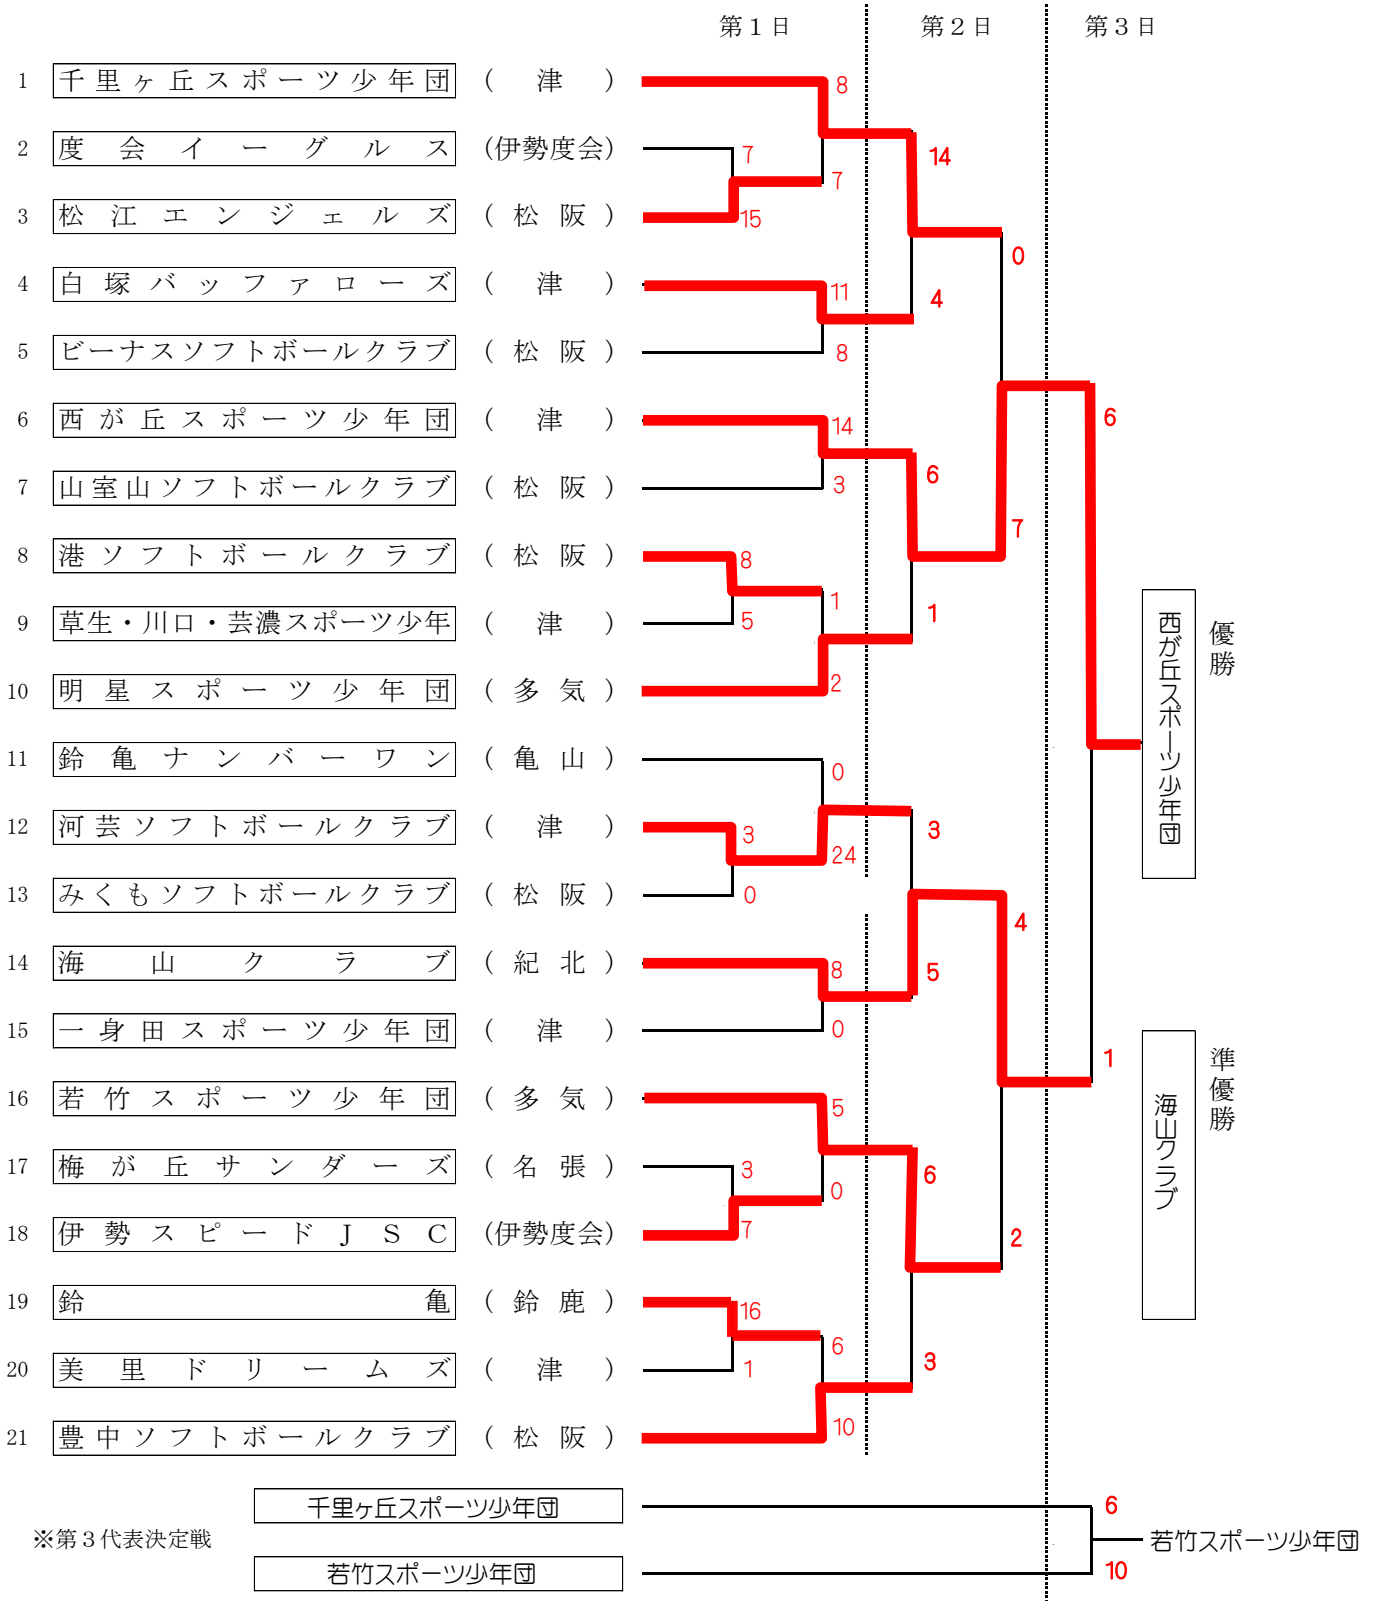 第１日 第２日 第３日
1 千里ヶ丘スポーツ少年団 （ 津 ） 8
2 度会イーグルス (伊勢度会) 7
7
14
3 松江エンジェルズ （ 松 阪 ） 15
0
4 白塚バッファローズ （ 津 ） 11
4
5 ビーナスソフトボールクラブ （ 松 阪 ） 8
6 西が丘スポーツ少年団 （ 津 ） 14
6
6
7 山室山ソフトボールクラブ （ 松 阪 ） 3
7
8 港ソフトボールクラブ （ 松 阪 ） 8
1
1
9 草生・川口・芸濃スポーツ少年 （ 津 ） 5
10 明星スポーツ少年団 （ 多 気 ） 2
西が丘スポーツ少年団
優勝
11 鈴亀ナンバーワン （ 亀 山 ） 0
12 河芸ソフトボールクラブ （ 津 ） 3
24
3
13 みくもソフトボールクラブ （ 松 阪 ） 0
4
14 海山クラブ （ 紀 北 ） 8
5
15 一身田スポーツ少年団 （ 津 ） 0
1
海山クラブ
準優勝
16 若竹スポーツ少年団 （ 多 気 ） 5
17 梅が丘サンダーズ （ 名 張 ） 3
0
6
18 伊勢スピードＪＳＣ (伊勢度会) 7
2
19 鈴亀 （ 鈴 鹿 ） 16
6
3
20 美里ドリームズ （ 津 ） 1
21 豊中ソフトボールクラブ （ 松 阪 ） 10
千里ヶ丘スポーツ少年団 6
※第３代表決定戦 若竹スポーツ少年団
若竹スポーツ少年団 10